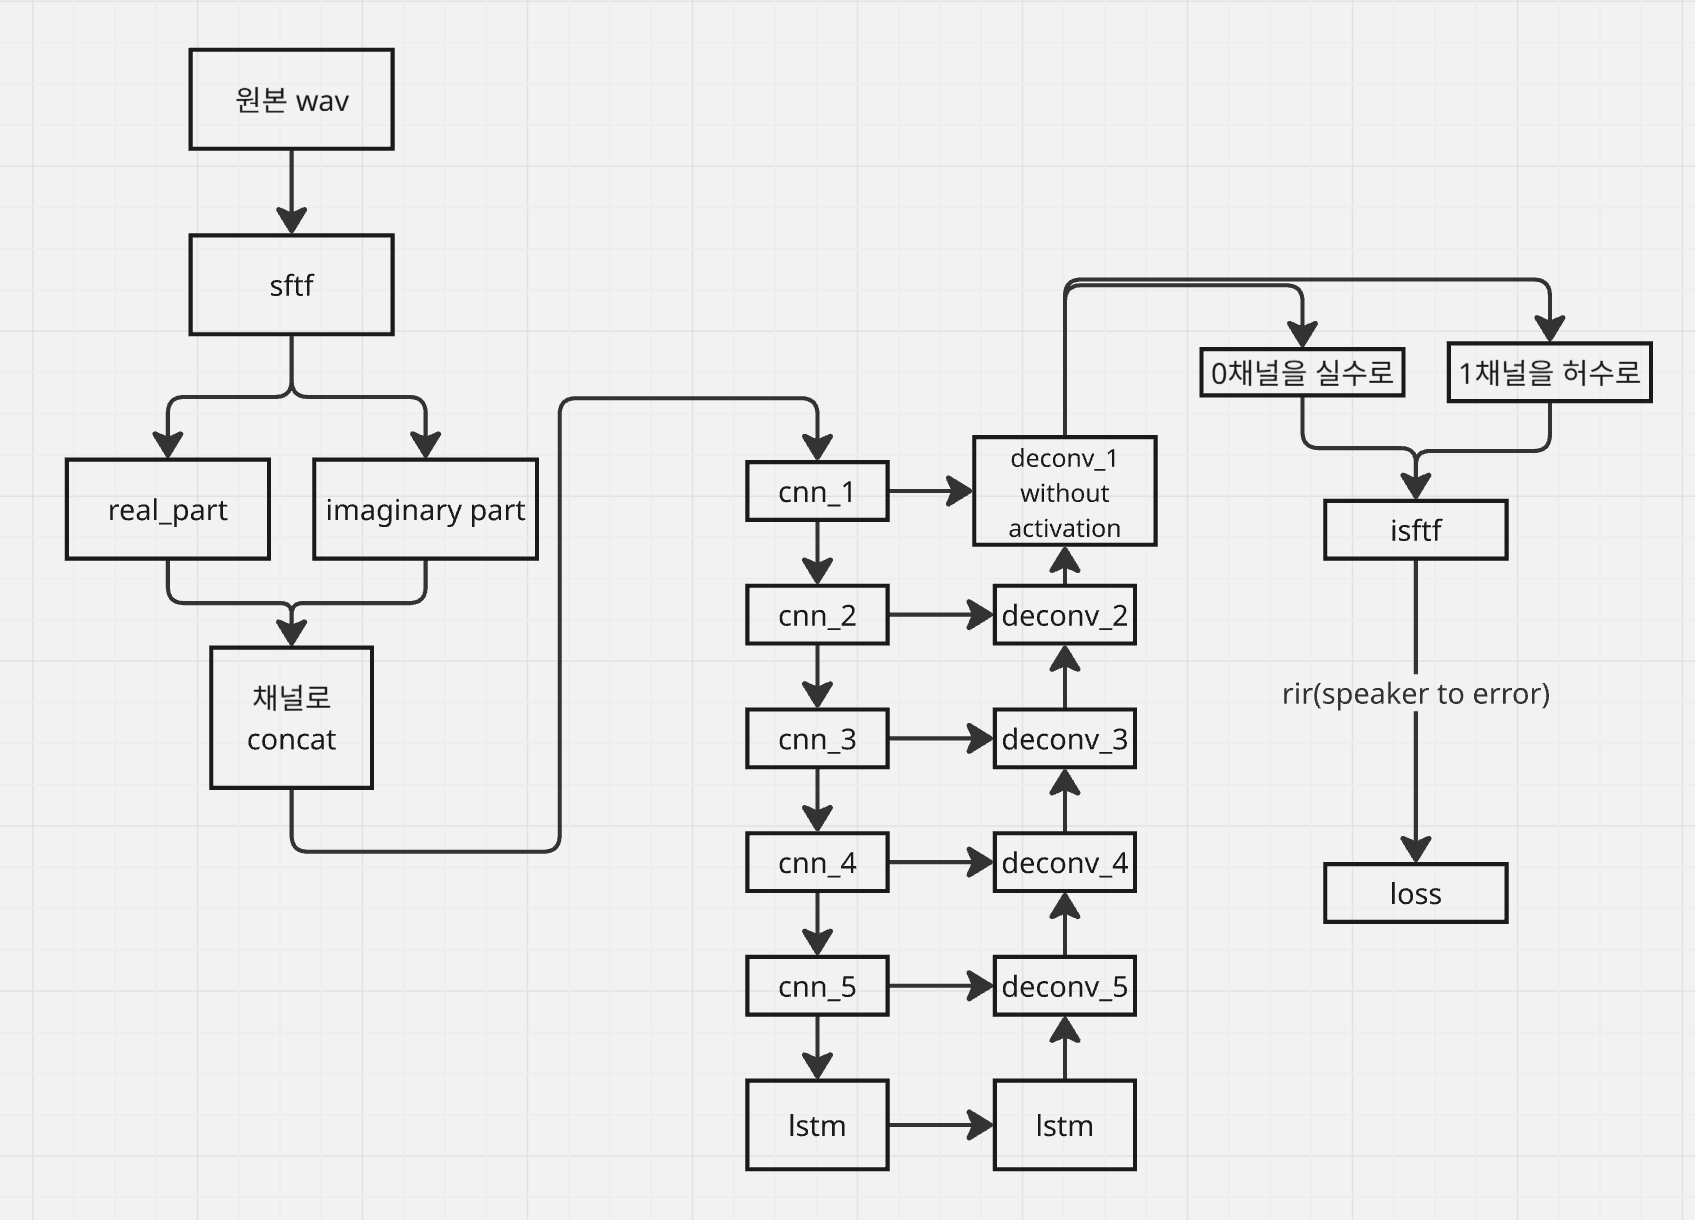 원본 wav
sftf
real_part
imaginary part
채널로
concat
cnn_1
cnn_2
cnn_3
cnn_4
cnn_5
lstm
lstm
deconv_5
deconv_4
deconv_3
deconv_2
deconv_1
without
activation
0채널을 실수로
1채널을 허수로
isftf
rir(speaker to error)
loss